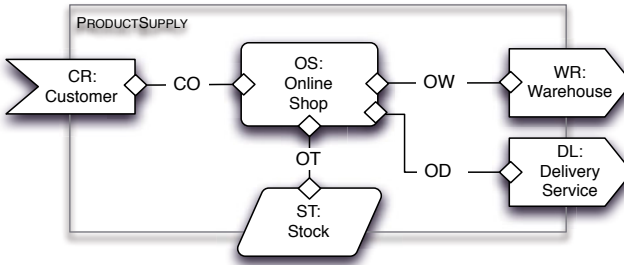 PRODUCTSUPPLY
CR:
Customer
CO
OS:
Online
Shop
OW
WR:
Warehouse
OT
OD
DL:
Delivery
Service
ST:
Stock